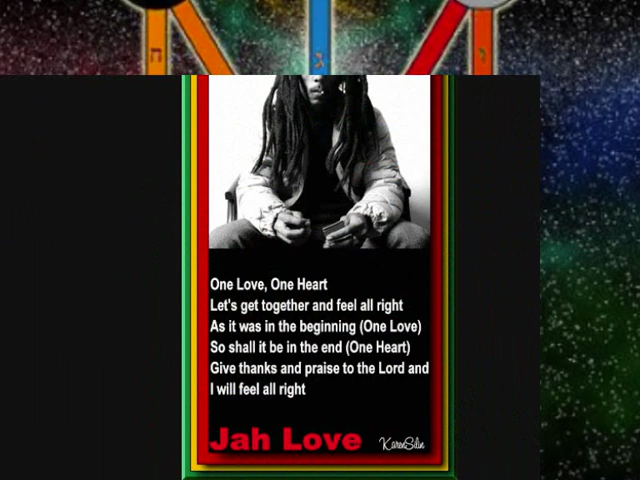 ח
ג
One Love, One Heart
Let's get together and feel all right
As it was in the beginning (One Love)
So shall it be in the end (One Heart)
Give thanks and praise to the Lord and
I will feel all right
Jah Love
KarenSilin